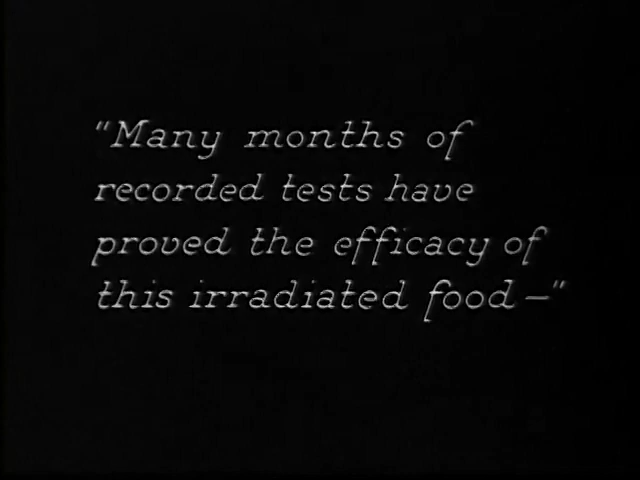 "Many months of
recorded tests have
proved the efficacy of
this irradiated food—"